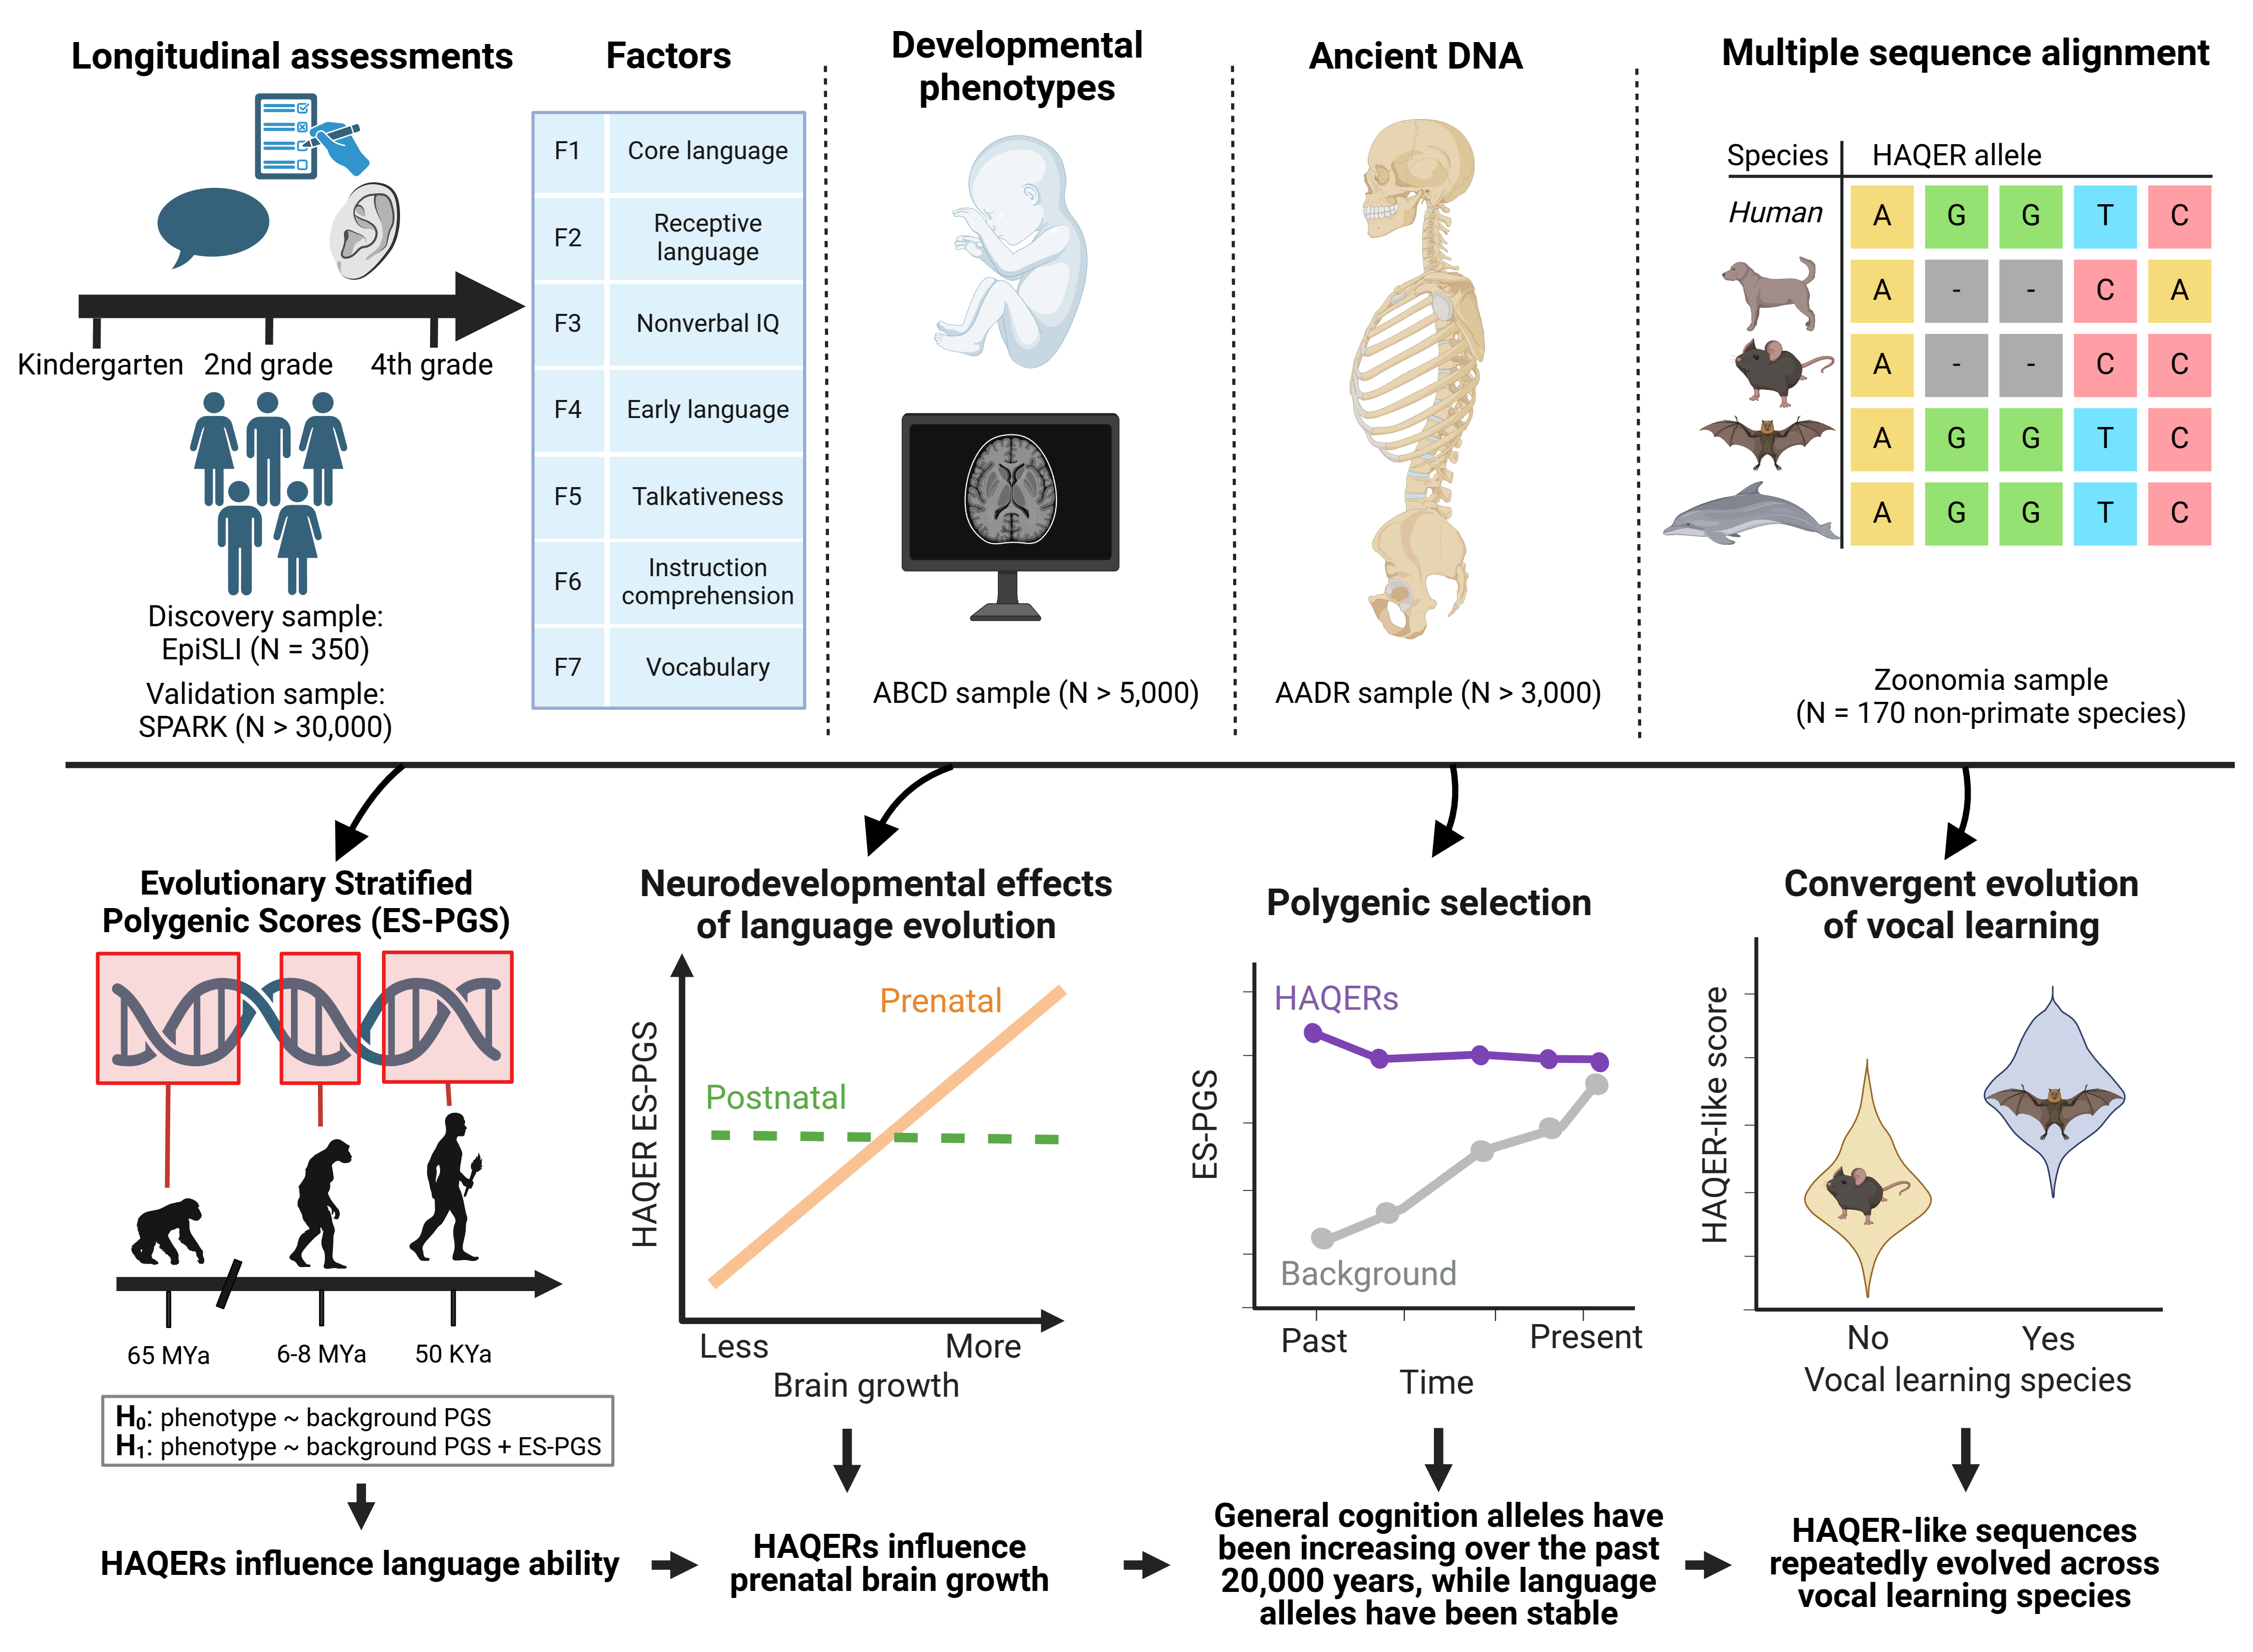 Longitudinal assessments
Kindergarten
2nd grade
4th grade
Discovery sample:
EpiSLI (N = 350)
Validation sample:
SPARK (N > 30,000)
Factors
F1 Core language
F2 Receptive
language
F3 Nonverbal IQ
F4 Early language
F5 Talkativeness
F6 Instruction
comprehension
F7 Vocabulary
Developmental
phenotypes
ABCD sample (N > 5,000)
Ancient DNA
AADR sample (N > 3,000)
Multiple sequence alignment
Species HAQER allele
Human A G G T C
A - - C A
A - - C C
A G G T C
A G G T C
Zoonomia sample
(N = 170 non-primate species)
Evolutionary Stratified
Polygenic Scores (ES-PGS)
65 MYa
6-8 MYa
50 KYa
H₀: phenotype ~ background PGS
H₁: phenotype ~ background PGS + ES-PGS
HAQERs influence language ability
Neurodevelopmental effects
of language evolution
HAQER ES-PGS
Prenatal
Postnatal
Less
More
Brain growth
HAQERs influence
prenatal brain growth
Polygenic selection
ES-PGS
HAQERs
Background
Past
Present
Time
General cognition alleles have
been increasing over the past
20,000 years, while language
alleles have been stable
Convergent evolution
of vocal learning
HAQER-like score
No
Yes
Vocal learning species
HAQER-like sequences
repeatedly evolved across
vocal learning species